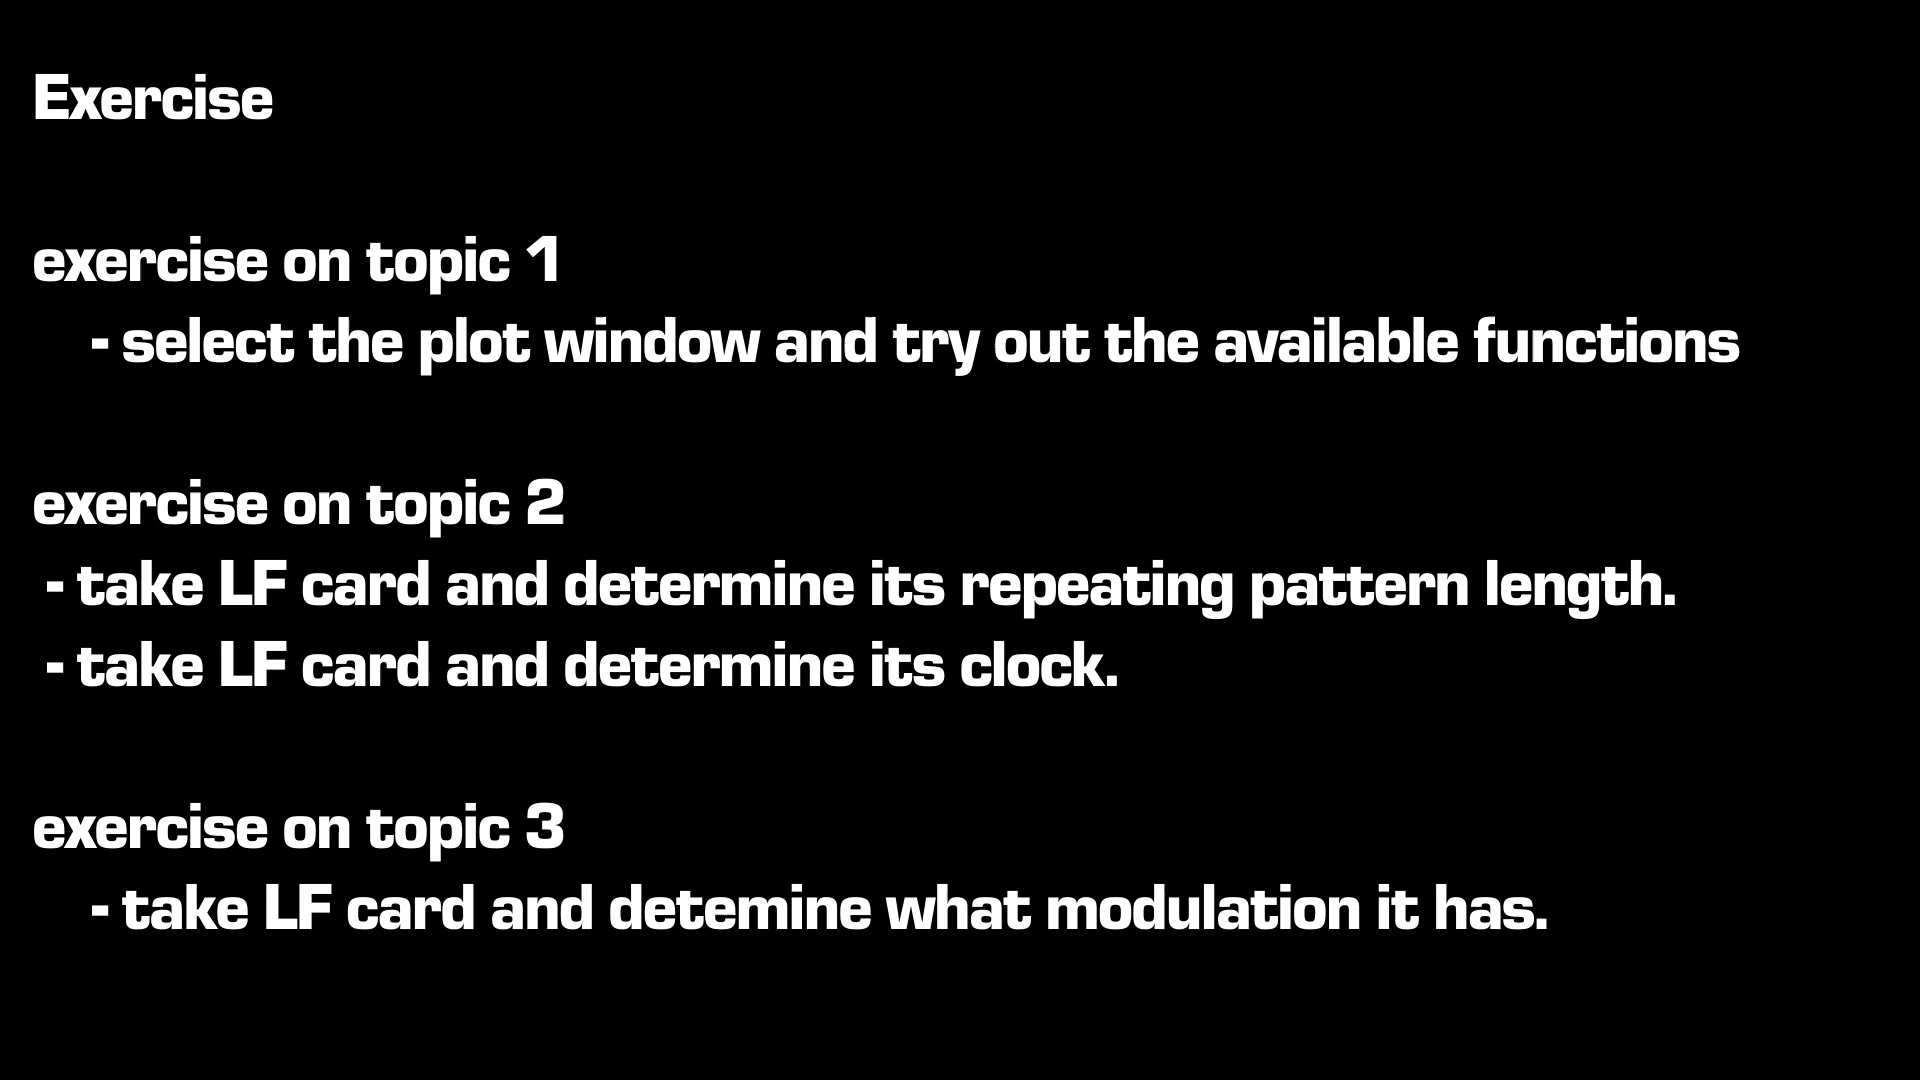 Exercise
exercise on topic 1
- select the plot window and try out the available functions
exercise on topic 2
- take LF card and determine its repeating pattern length.
- take LF card and determine its clock.
exercise on topic 3
- take LF card and detemine what modulation it has.